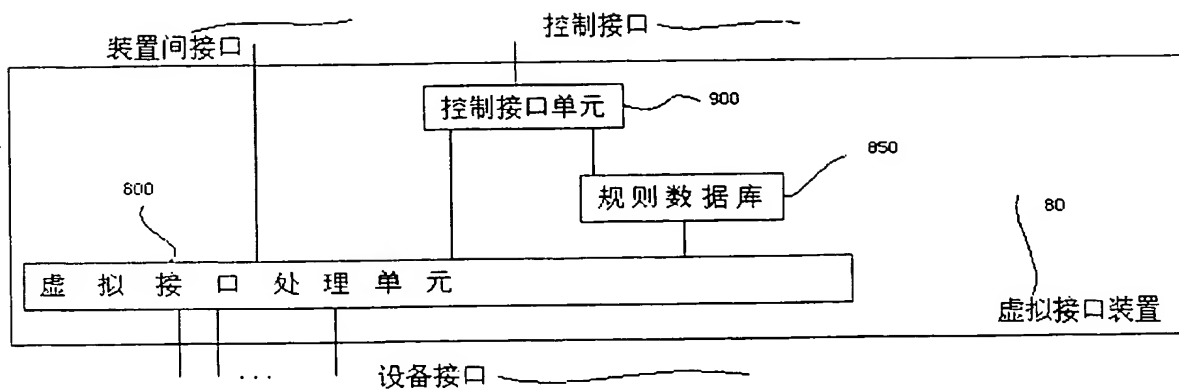 控制接口
装置间接口
控制接口单元
900
850
规则数据库
800
80
虚拟接口处理单元
虚拟接口装置
...
设备接口